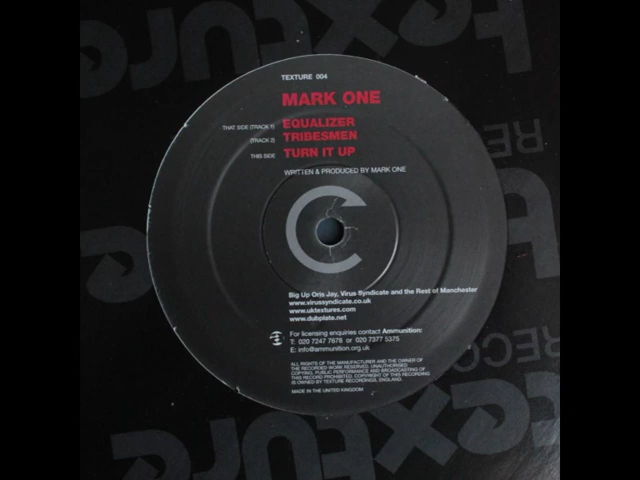 texture
RE
TEXTURE 004
MARK ONE
THAT SIDE (TRACK 1) EQUALIZER
(TRACK 2) TRIBESMEN
THIS SIDE TURN IT UP
WRITTEN & PRODUCED BY MARK ONE
Big Up Oris Jay, Virus Syndicate and the Rest of Manchester
www.virussyndicate.co.uk
www.uktextures.com
www.dubplate.net
For licensing enquiries contact Ammunition:
T: 020 7247 7678 or 020 7377 5375
E: info@ammunition.org.uk
ALL RIGHTS OF THE MANUFACTURER AND THE OWNER OF
THE RECORDED WORK RESERVED. UNAUTHORISED
COPYING, PUBLIC PERFORMANCE AND BROADCASTING OF
THIS RECORD PROHIBITED. COPYRIGHT OF THIS RECORDING
IS OWNED BY TEXTURE RECORDINGS, ENGLAND.
MADE IN THE UNITED KINGDOM
RECO
texture